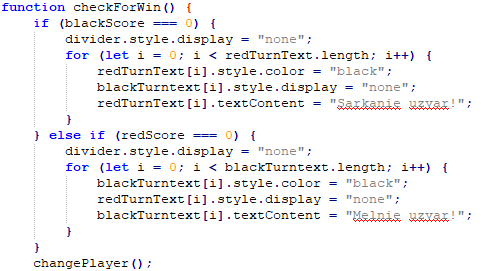 function checkForWin() {
    if (blackScore === 0) {
        divider.style.display = "none";
        for (let i = 0; i < redTurnText.length; i++) {
            redTurnText[i].style.color = "black";
            blackTurntext[i].style.display = "none";
            redTurnText[i].textContent = "Sarkanie uzvar!";
        }
    } else if (redScore === 0) {
        divider.style.display = "none";
        for (let i = 0; i < blackTurntext.length; i++) {
            blackTurntext[i].style.color = "black";
            redTurnText[i].style.display = "none";
            blackTurntext[i].textContent = "Melnie uzvar!";
        }
    }
    changePlayer();